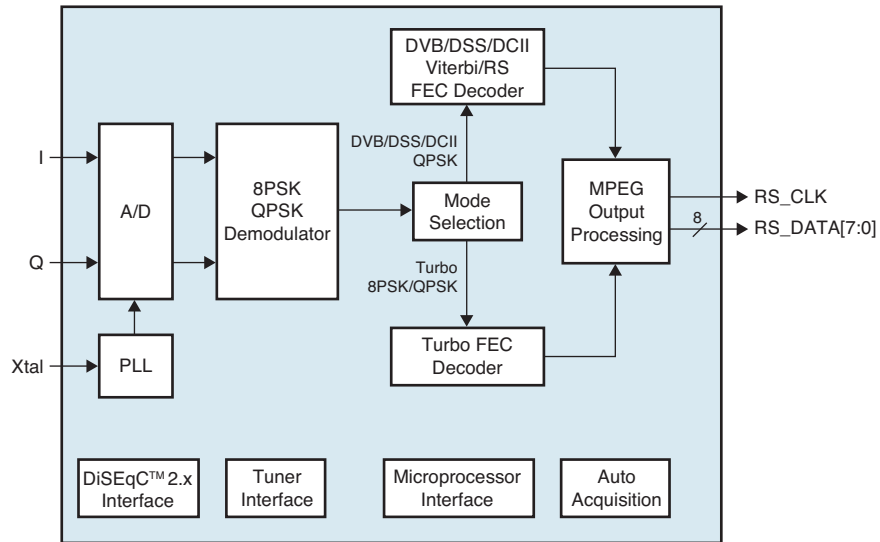 DVB/DSS/DCII
Viterbi/RS
FEC Decoder
DVB/DSS/DCII
QPSK
I
A/D
8PSK
QPSK
Demodulator
Mode
Selection
MPEG
Output
Processing
RS_CLK
8
RS_DATA[7:0]
Q
Turbo
8PSK/QPSK
Xtal
PLL
Turbo FEC
Decoder
DiSEqC™ 2.x
Interface
Tuner
Interface
Microprocessor
Interface
Auto
Acquisition